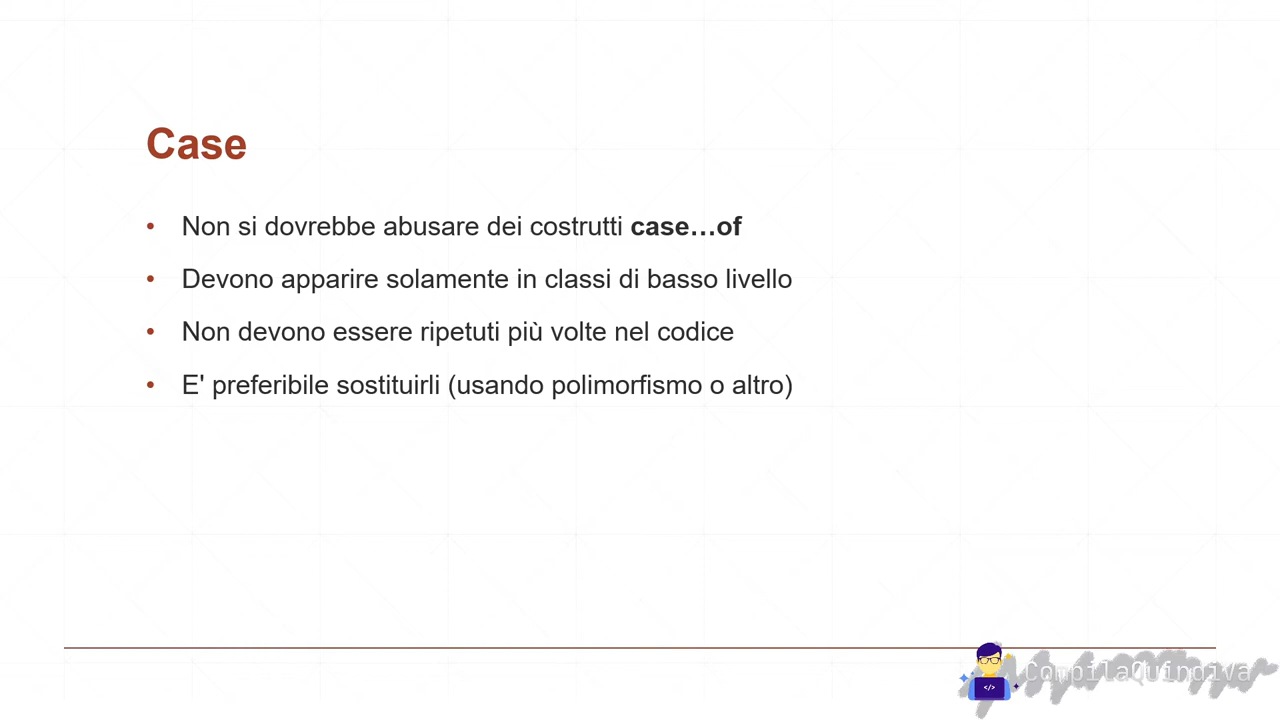 Case
• Non si dovrebbe abusare dei costrutti case…of
• Devono apparire solamente in classi di basso livello
• Non devono essere ripetuti più volte nel codice
• E' preferibile sostituirli (usando polimorfismo o altro)
</>
CompilaQuindiva